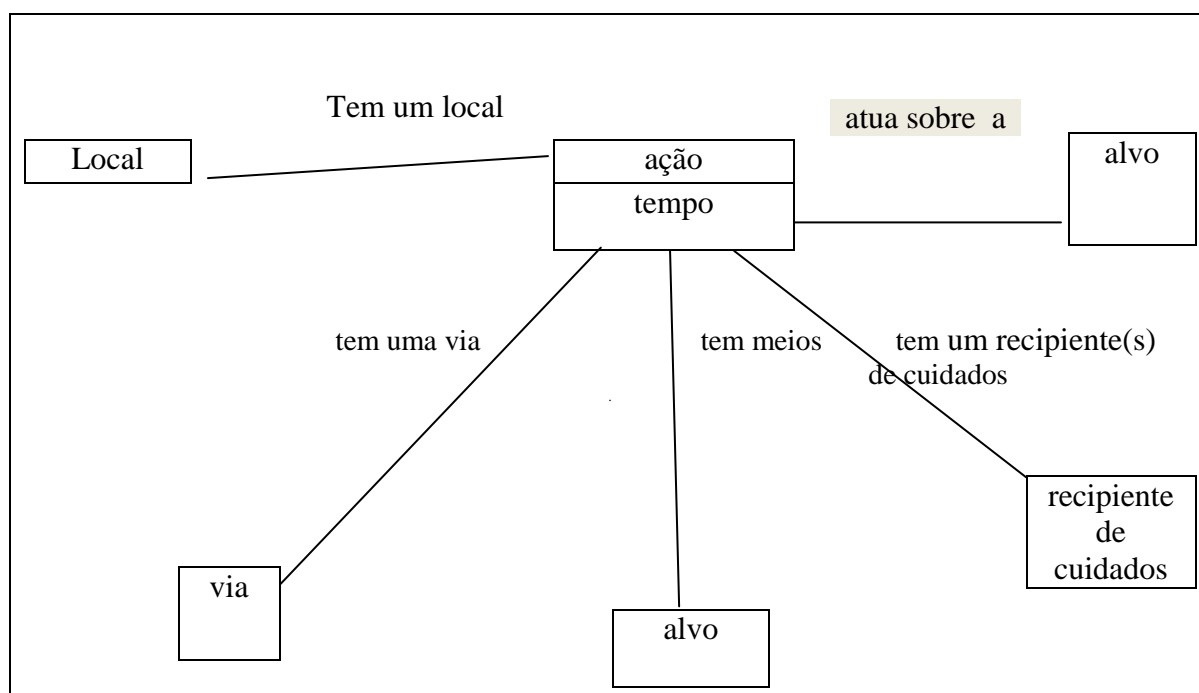 Tem um local
atua sobre a
Local
ação
alvo
tempo
tem uma via
tem meios
tem um recipiente(s)
de cuidados
recipiente
de
cuidados
via
alvo